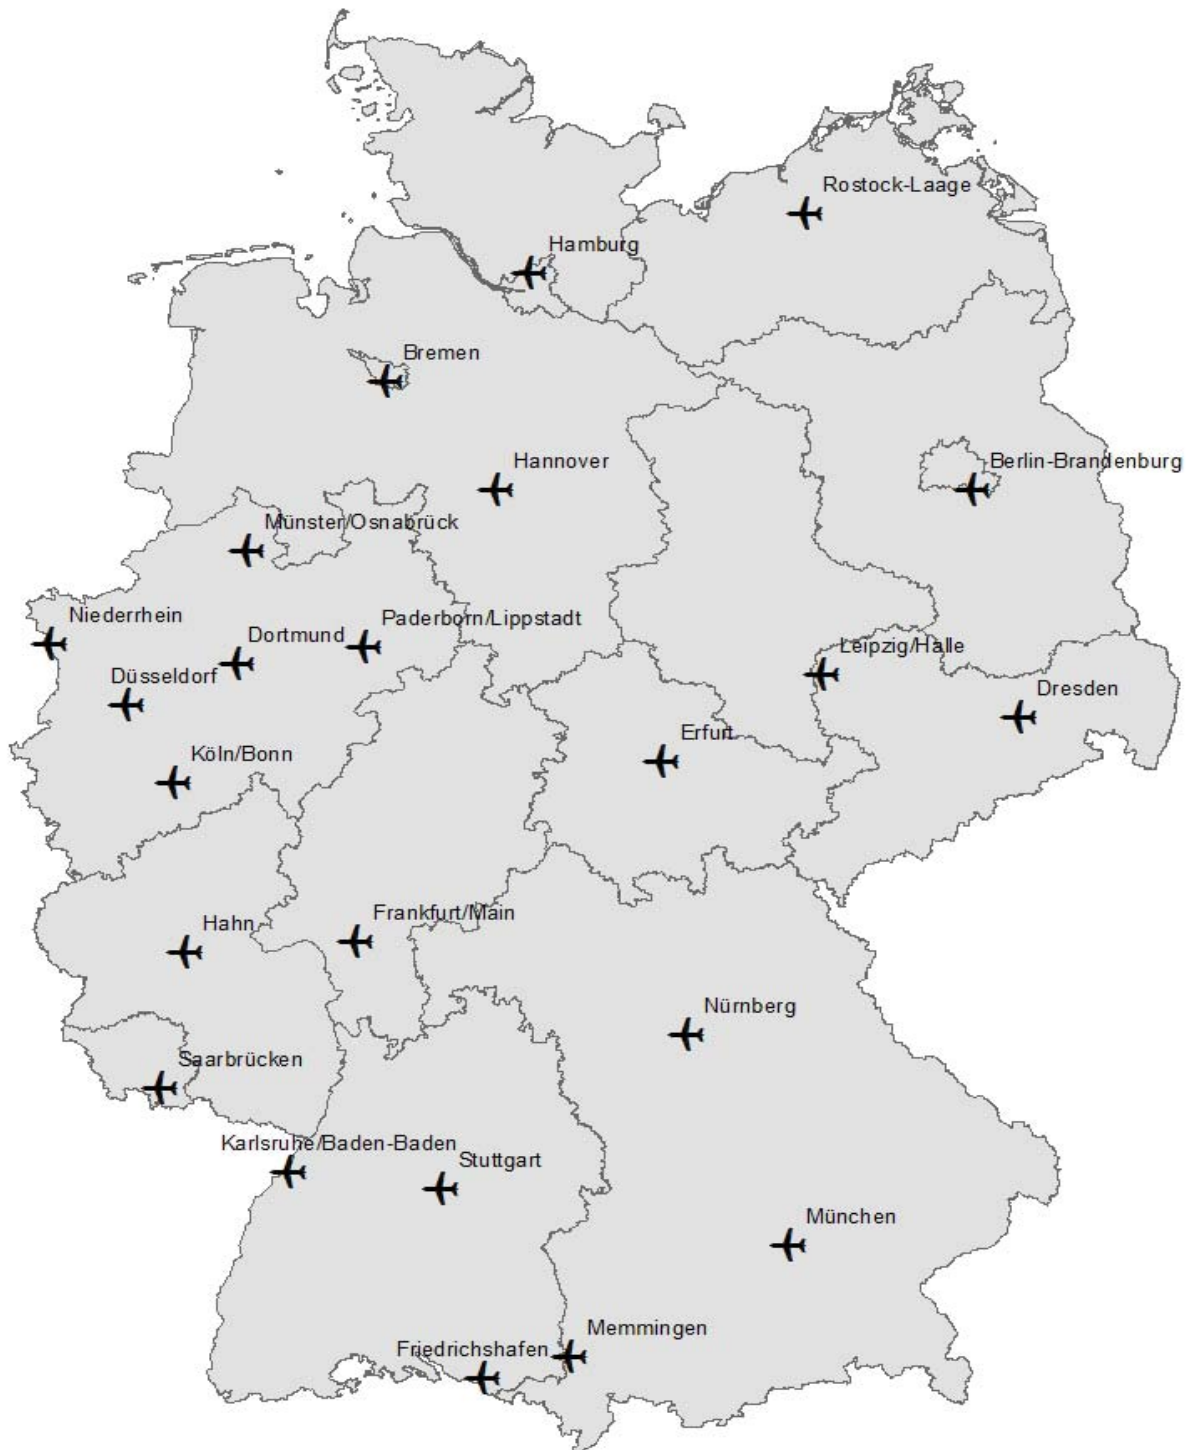 Rostock-Laage
Hamburg
Bremen
Hannover
Berlin-Brandenburg
Münster/Osnabrück
Niederrhein
Dortmund
Paderborn/Lippstadt
Leipzig/Halle
Düsseldorf
Dresden
Erfurt
Köln/Bonn
Frankfurt/Main
Hahn
Nürnberg
Saarbrücken
Karlsruhe/Baden-Baden
Stuttgart
München
Memmingen
Friedrichshafen